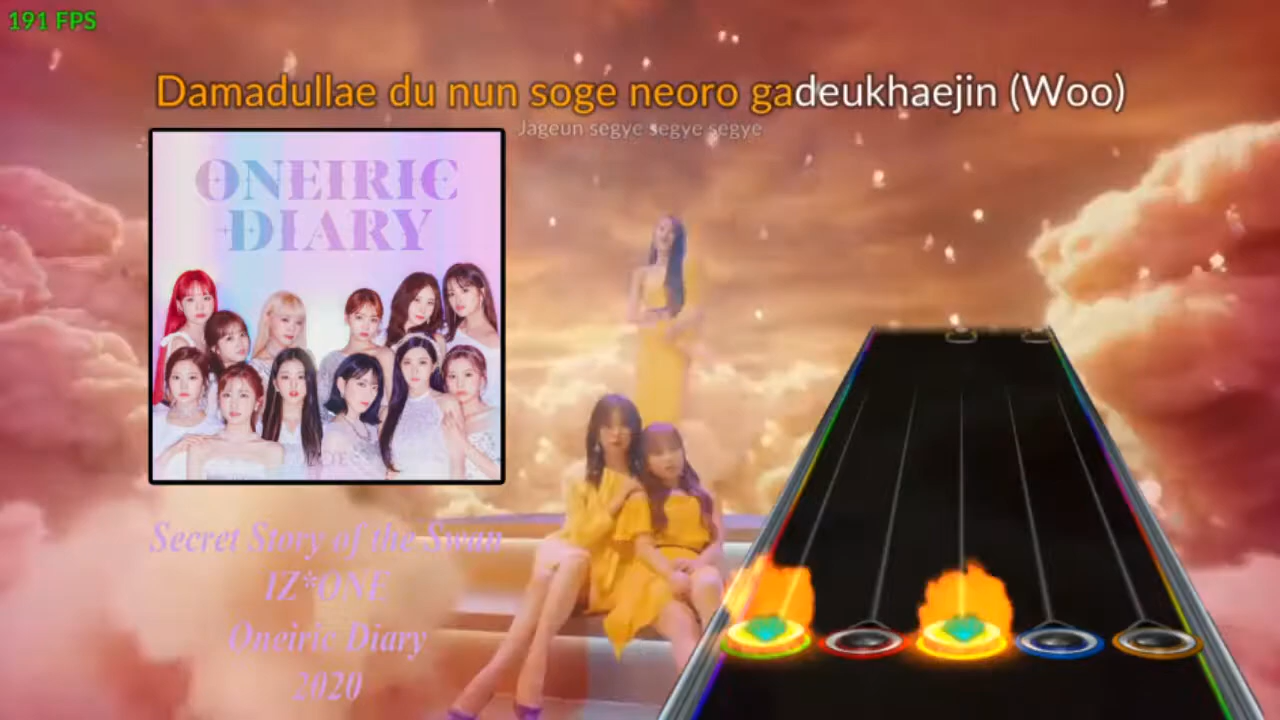 191 FPS
Damadullae du nun soge neoro gadeukhaejin (Woo)
Jageun segye segye segye
ONEIRIC
DIARY
Secret Story of the Swan
IZ*ONE
Oneiric Diary
2020